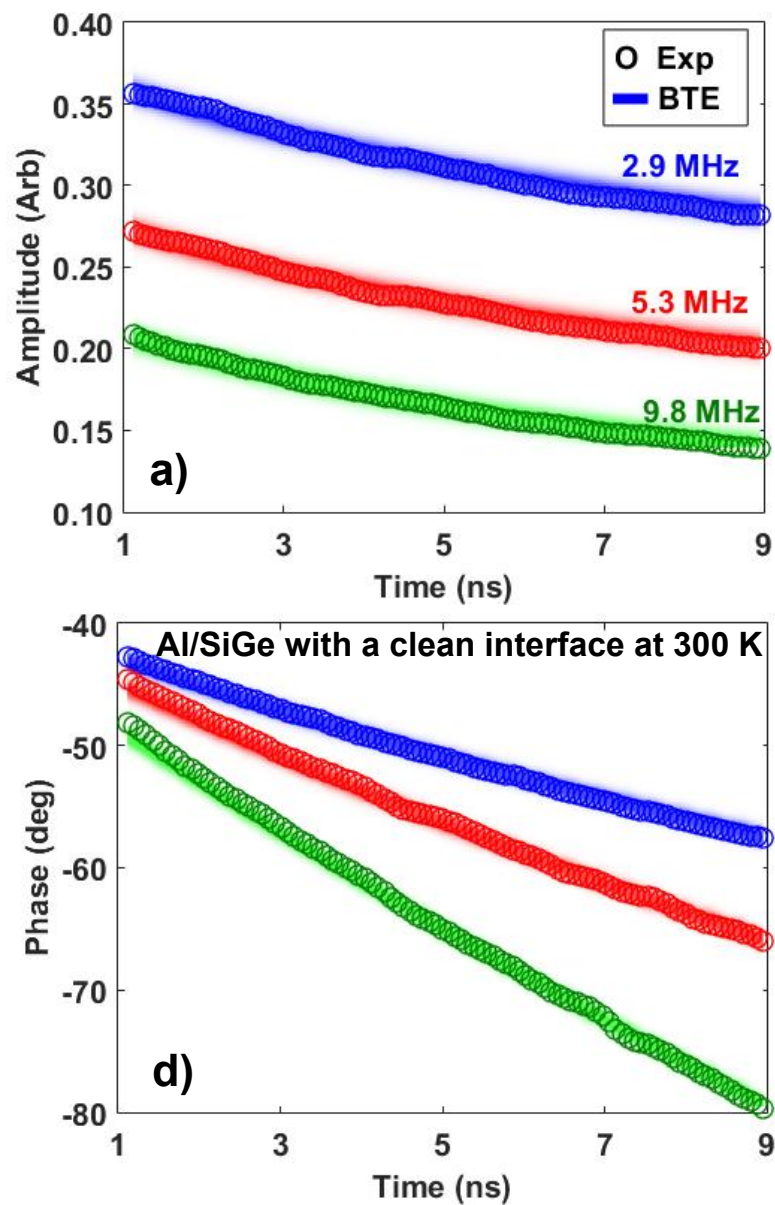 0.40
0.35
0.30
0.25
0.20
0.15
0.10
Amplitude (Arb)
O Exp
BTE
2.9 MHz
5.3 MHz
9.8 MHz
a)
1 3 5 7 9
Time (ns)
-40
-50
-60
-70
-80
Phase (deg)
Al/SiGe with a clean interface at 300 K
d)
1 3 5 7 9
Time (ns)